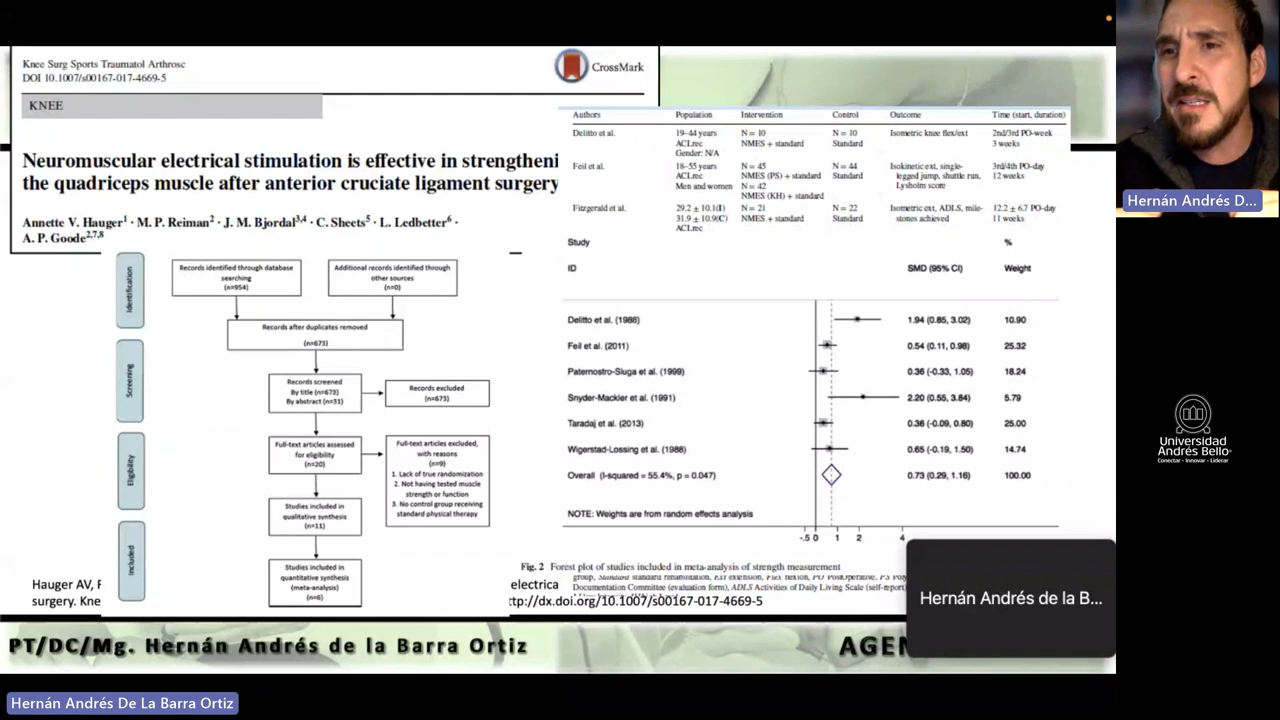 Knee Surg Sports Traumatol Arthrosc
DOI 10.1007/s00167-017-4669-5
CrossMark
KNEE
Neuromuscular electrical stimulation is effective in strengtheni
the quadriceps muscle after anterior cruciate ligament surgery
Annette V. Hauger1 · M. P. Reiman2 · J. M. Bjordal3,4 · C. Sheets5 · L. Ledbetter6 ·
A. P. Goode2,7,8
Identification
Records identified through database
searching
(n=954)
Additional records identified through
other sources
(n=0)
Records after duplicates removed
(n=673)
Screening
Records screened
By title (n=673)
By abstract (n=31)
Records excluded
(n=673)
Eligibility
Full-text articles assessed
for eligibility
(n=20)
Full-text articles excluded,
with reasons
(n=9)
1. Lack of true randomization
2. Not having tested muscle
strength or function
3. No control group receiving
standard physical therapy
Studies included in
qualitative synthesis
(n=11)
Included
Studies included in
quantitative synthesis
(meta-analysis)
(n=6)
Authors Population Intervention Control Outcome Time (start, duration)
Delitto et al. 19–44 years N = 10 N = 10 Isometric knee flex/ext 2nd/3rd PO-week
ACLrec NMES + standard Standard 3 weeks
Gender: N/A
Feil et al. 18–55 years N = 45 N = 44 Isokinetic ext, single- 3rd/4th PO-day
ACLrec NMES (PS) + standard Standard legged jump, shuttle run, 12 weeks
Men and women N = 42 Lysholm score
NMES (KH) + standard
Fitzgerald et al. 29.2 ± 10.1(I) N = 21 N = 22 Isometric ext, ADLS, mile- 12.2 ± 6.7 PO-day
31.9 ± 10.9(C) NMES + standard Standard stones achieved 11 weeks
ACLrec
Study %
ID SMD (95% CI) Weight
Delitto et al. (1988) 1.94 (0.85, 3.02) 10.90
Feil et al. (2011) 0.54 (0.11, 0.98) 25.32
Paternostro-Sluga et al. (1999) 0.36 (-0.33, 1.05) 18.24
Snyder-Mackler et al. (1991) 2.20 (0.55, 3.84) 5.79
Taradaj et al. (2013) 0.36 (-0.09, 0.80) 25.00
Wigerstad-Lossing et al. (1988) 0.65 (-0.19, 1.50) 14.74
Overall (I-squared = 55.4%, p = 0.047) 0.73 (0.29, 1.16) 100.00
NOTE: Weights are from random effects analysis
-.5 0 1 2 4
Fig. 2 Forest plot of studies included in meta-analysis of strength measurement
Documentation Committee (evaluation form), ADLS Activities of Daily Living Scale (self-report)
Hauger AV,
electrica
surgery. Kne
ttp://dx.doi.org/10.1007/s00167-017-4669-5
PT/DC/Mg. Hernán Andrés de la Barra Ortiz
AGEN
Hernán Andrés D...
Universidad
Andrés Bello
Conectar · Innovar · Liderar
Hernán Andrés de la B...
Hernán Andrés De La Barra Ortiz